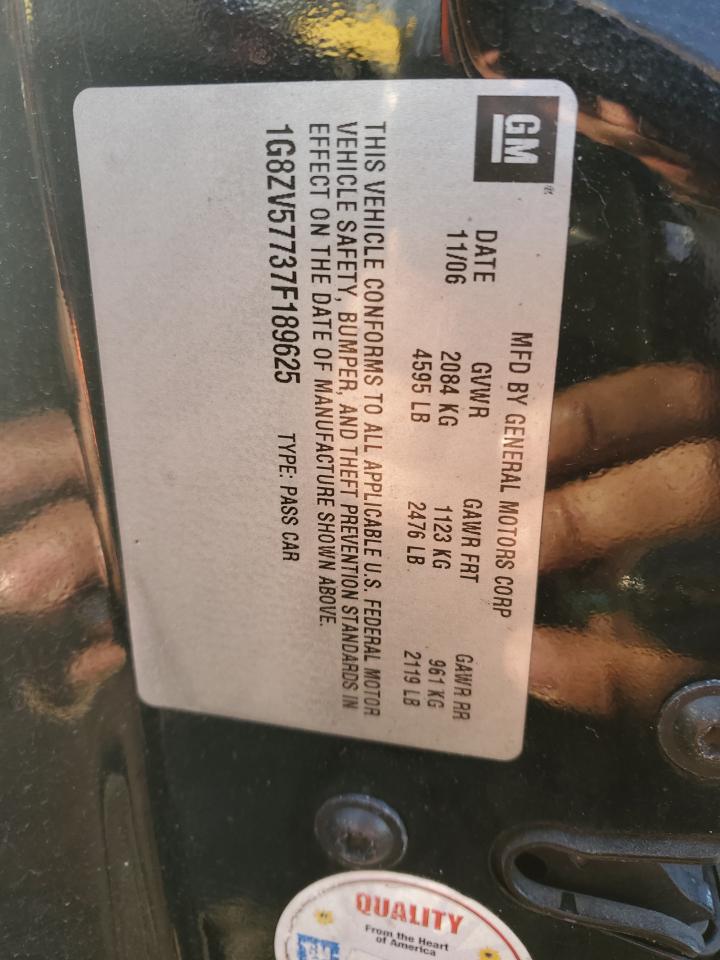 GM
MFD BY GENERAL MOTORS CORP
DATE GVWR GAWR FRT GAWR RR
11/06 2084 KG 1123 KG 961 KG
4595 LB 2476 LB 2119 LB
THIS VEHICLE CONFORMS TO ALL APPLICABLE U.S. FEDERAL MOTOR
VEHICLE SAFETY, BUMPER, AND THEFT PREVENTION STANDARDS IN
EFFECT ON THE DATE OF MANUFACTURE SHOWN ABOVE.
1G8ZV57737F189625 TYPE: PASS CAR
QUALITY
From the Heart
of America